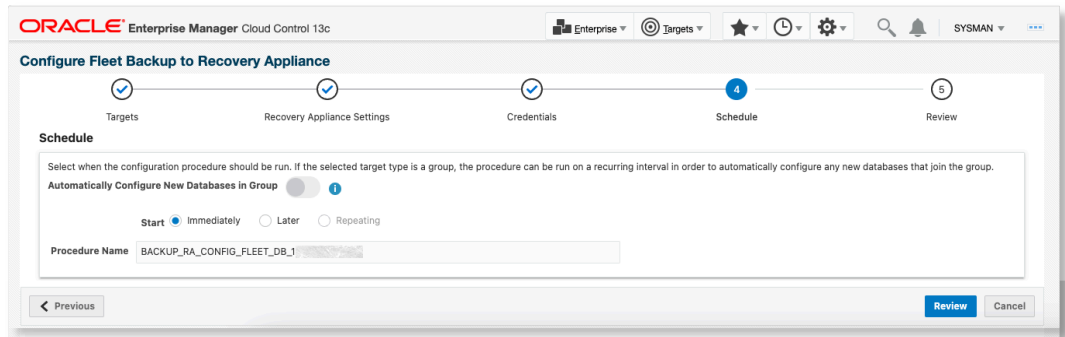 ORACLE Enterprise Manager Cloud Control 13c
Enterprise Targets SYSMAN
Configure Fleet Backup to Recovery Appliance
4 5
Targets Recovery Appliance Settings Credentials Schedule Review
Schedule
Select when the configuration procedure should be run. If the selected target type is a group, the procedure can be run on a recurring interval in order to automatically configure any new databases that join the group.
Automatically Configure New Databases in Group i
Start Immediately Later Repeating
Procedure Name BACKUP_RA_CONFIG_FLEET_DB_1
Previous Review Cancel